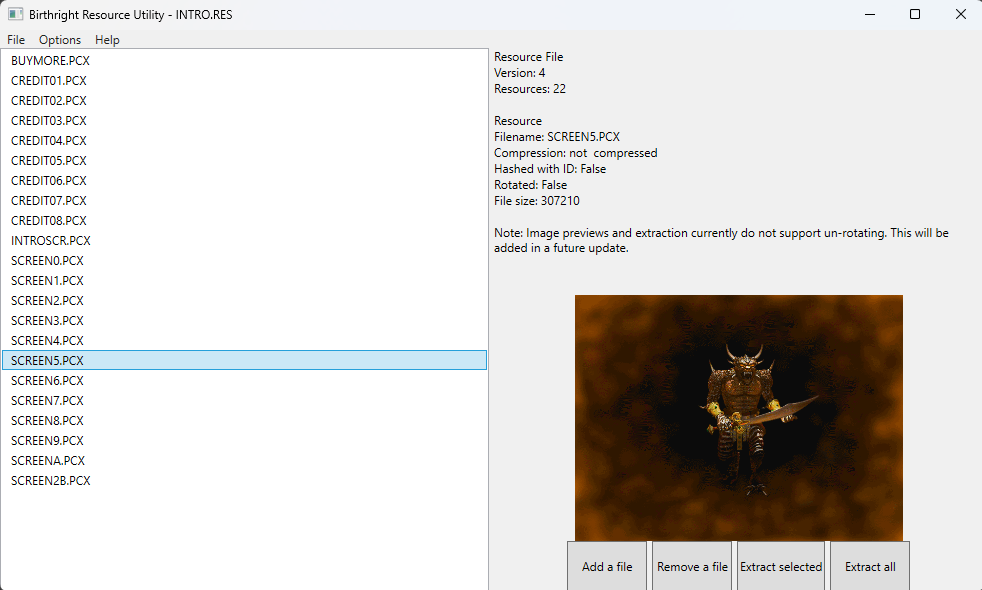 Birthright Resource Utility - INTRO.RES
File Options Help
BUYMORE.PCX
CREDIT01.PCX
CREDIT02.PCX
CREDIT03.PCX
CREDIT04.PCX
CREDIT05.PCX
CREDIT06.PCX
CREDIT07.PCX
CREDIT08.PCX
INTROSCR.PCX
SCREEN0.PCX
SCREEN1.PCX
SCREEN2.PCX
SCREEN3.PCX
SCREEN4.PCX
SCREEN5.PCX
SCREEN6.PCX
SCREEN7.PCX
SCREEN8.PCX
SCREEN9.PCX
SCREENA.PCX
SCREEN2B.PCX
Resource File
Version: 4
Resources: 22
Resource
Filename: SCREEN5.PCX
Compression: not  compressed
Hashed with ID: False
Rotated: False
File size: 307210
Note: Image previews and extraction currently do not support un-rotating. This will be
added in a future update.
Add a file
Remove a file
Extract selected
Extract all